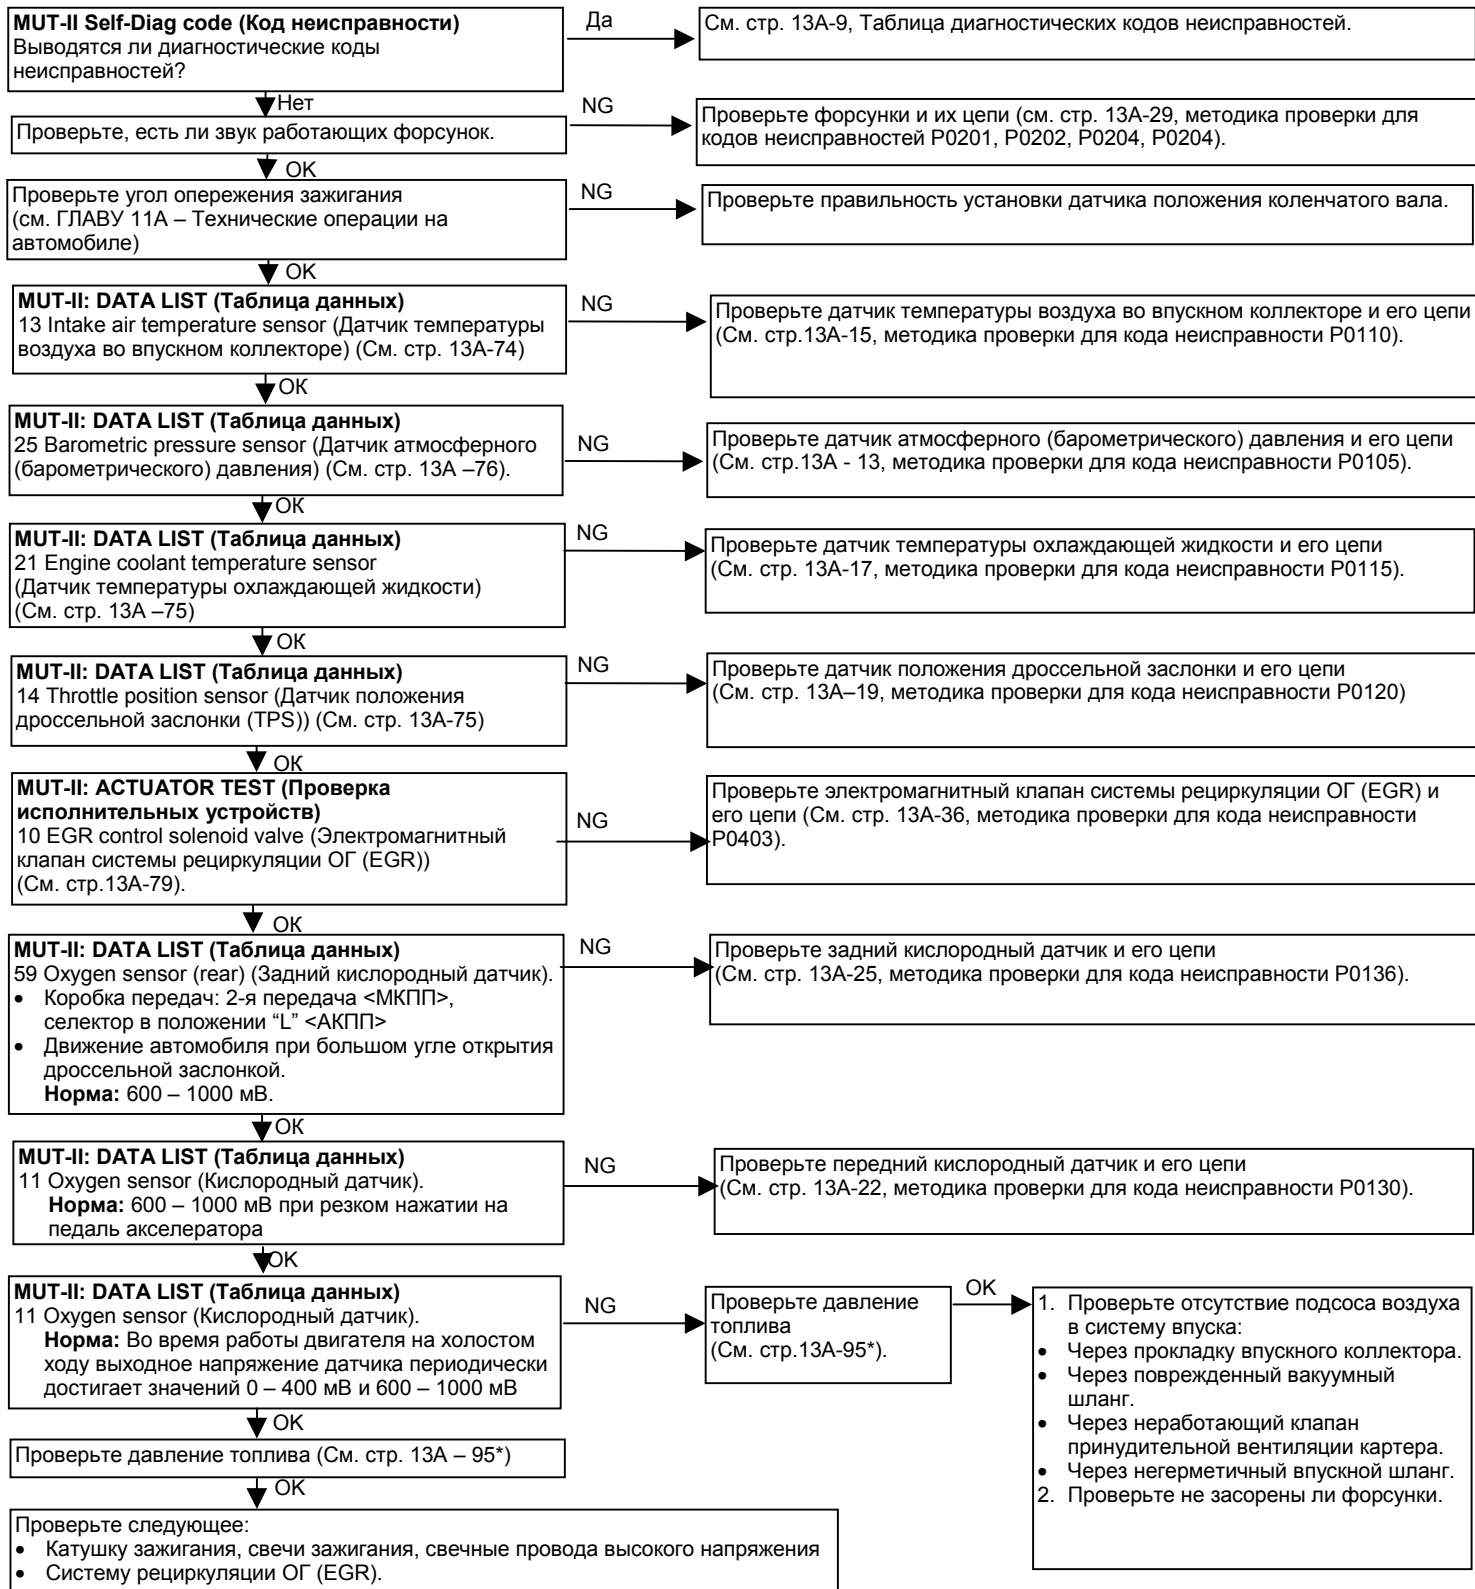 MUT-II Self-Diag code (Код неисправности)
Выводятся ли диагностические коды
неисправностей?
Да
См. стр. 13A-9, Таблица диагностических кодов неисправностей.
Нет
Проверьте, есть ли звук работающих форсунок.
NG
Проверьте форсунки и их цепи (см. стр. 13A-29, методика проверки для
кодов неисправностей P0201, P0202, P0204, P0204).
OK
Проверьте угол опережения зажигания
(см. ГЛАВУ 11A – Технические операции на
автомобиле)
NG
Проверьте правильность установки датчика положения коленчатого вала.
OK
MUT-II: DATA LIST (Таблица данных)
13 Intake air temperature sensor (Датчик температуры
воздуха во впускном коллекторе) (См. стр. 13A-74)
NG
Проверьте датчик температуры воздуха во впускном коллекторе и его цепи
(См. стр.13A-15, методика проверки для кода неисправности P0110).
OK
MUT-II: DATA LIST (Таблица данных)
25 Barometric pressure sensor (Датчик атмосферного
(барометрического) давления) (См. стр. 13A –76).
NG
Проверьте датчик атмосферного (барометрического) давления и его цепи
(См. стр.13A - 13, методика проверки для кода неисправности P0105).
OK
MUT-II: DATA LIST (Таблица данных)
21 Engine coolant temperature sensor
(Датчик температуры охлаждающей жидкости)
(См. стр. 13A –75)
NG
Проверьте датчик температуры охлаждающей жидкости и его цепи
(См. стр. 13A-17, методика проверки для кода неисправности P0115).
OK
MUT-II: DATA LIST (Таблица данных)
14 Throttle position sensor (Датчик положения
дроссельной заслонки (TPS)) (См. стр. 13A-75)
NG
Проверьте датчик положения дроссельной заслонки и его цепи
(См. стр. 13A–19, методика проверки для кода неисправности P0120)
OK
MUT-II: ACTUATOR TEST (Проверка
исполнительных устройств)
10 EGR control solenoid valve (Электромагнитный
клапан системы рециркуляции ОГ (EGR))
(См. стр.13A-79).
NG
Проверьте электромагнитный клапан системы рециркуляции ОГ (EGR) и
его цепи (См. стр. 13A-36, методика проверки для кода неисправности
P0403).
OK
MUT-II: DATA LIST (Таблица данных)
59 Oxygen sensor (rear) (Задний кислородный датчик).
• Коробка передач: 2-я передача <МКПП>,
селектор в положении “L” <АКПП>
• Движение автомобиля при большом угле открытия
дроссельной заслонкой.
Норма: 600 – 1000 мВ.
NG
Проверьте задний кислородный датчик и его цепи
(См. стр. 13A-25, методика проверки для кода неисправности P0136).
OK
MUT-II: DATA LIST (Таблица данных)
11 Oxygen sensor (Кислородный датчик).
Норма: 600 – 1000 мВ при резком нажатии на
педаль акселератора
NG
Проверьте передний кислородный датчик и его цепи
(См. стр. 13A-22, методика проверки для кода неисправности P0130).
OK
MUT-II: DATA LIST (Таблица данных)
11 Oxygen sensor (Кислородный датчик).
Норма: Во время работы двигателя на холостом
ходу выходное напряжение датчика периодически
достигает значений 0 – 400 мВ и 600 – 1000 мВ
NG
Проверьте давление
топлива
(См. стр.13A-95*).
OK
1. Проверьте отсутствие подсоса воздуха
в систему впуска:
• Через прокладку впускного коллектора.
• Через поврежденный вакуумный
шланг.
• Через неработающий клапан
принудительной вентиляции картера.
• Через негерметичный впускной шланг.
2. Проверьте не засорены ли форсунки.
OK
Проверьте давление топлива (См. стр. 13A – 95*)
OK
Проверьте следующее:
• Катушку зажигания, свечи зажигания, свечные провода высокого напряжения
• Систему рециркуляции ОГ (EGR).